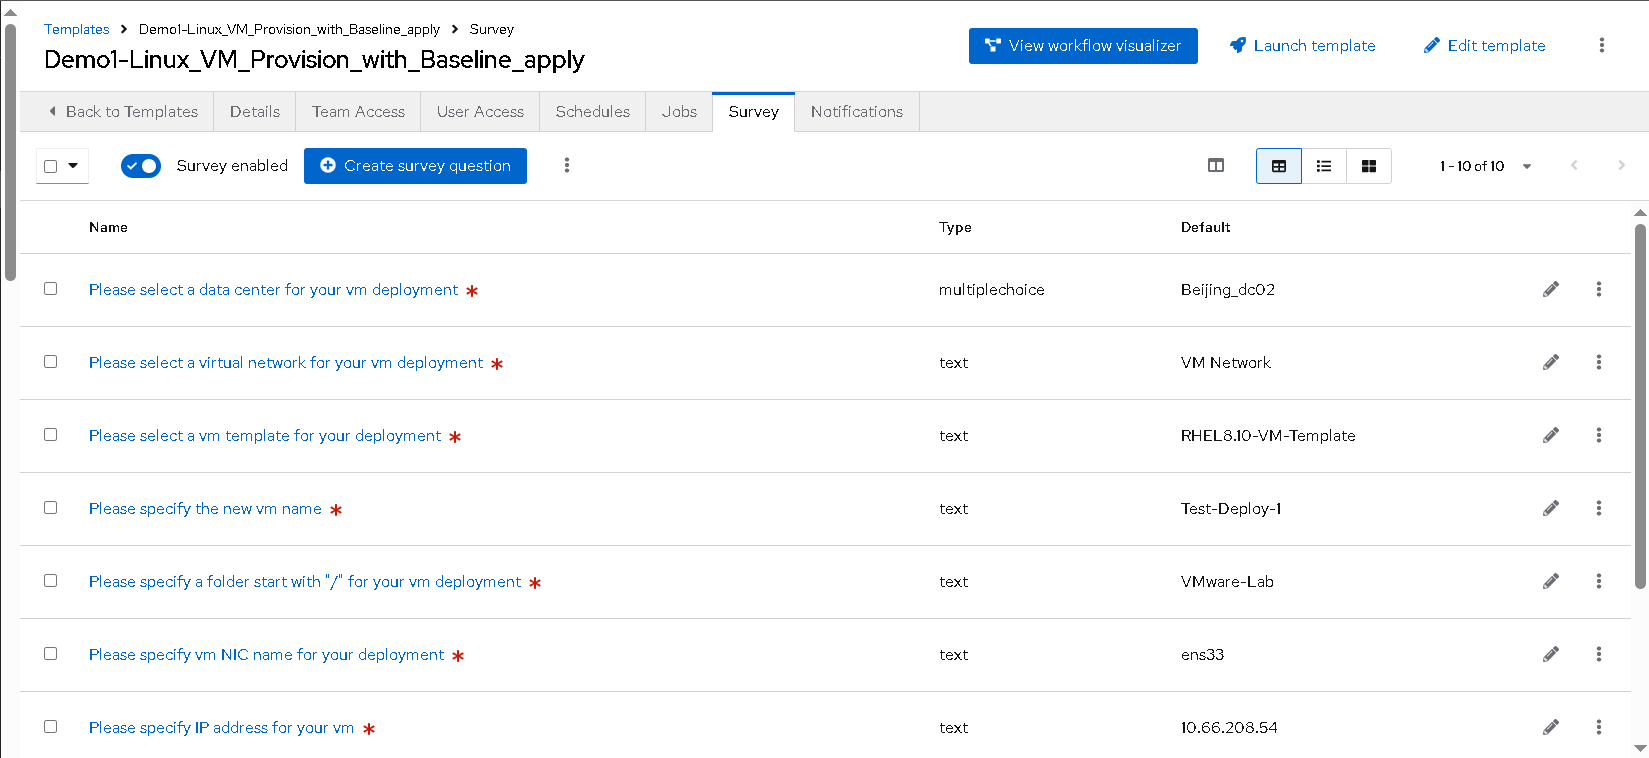 Templates > Demo1-Linux_VM_Provision_with_Baseline_apply > Survey
Demo1-Linux_VM_Provision_with_Baseline_apply
View workflow visualizer
Launch template
Edit template
Back to Templates
Details
Team Access
User Access
Schedules
Jobs
Survey
Notifications
Survey enabled
Create survey question
1 - 10 of 10
Name Type Default
Please select a data center for your vm deployment * multiplechoice Beijing_dc02
Please select a virtual network for your vm deployment * text VM Network
Please select a vm template for your deployment * text RHEL8.10-VM-Template
Please specify the new vm name * text Test-Deploy-1
Please specify a folder start with "/" for your vm deployment * text VMware-Lab
Please specify vm NIC name for your deployment * text ens33
Please specify IP address for your vm * text 10.66.208.54